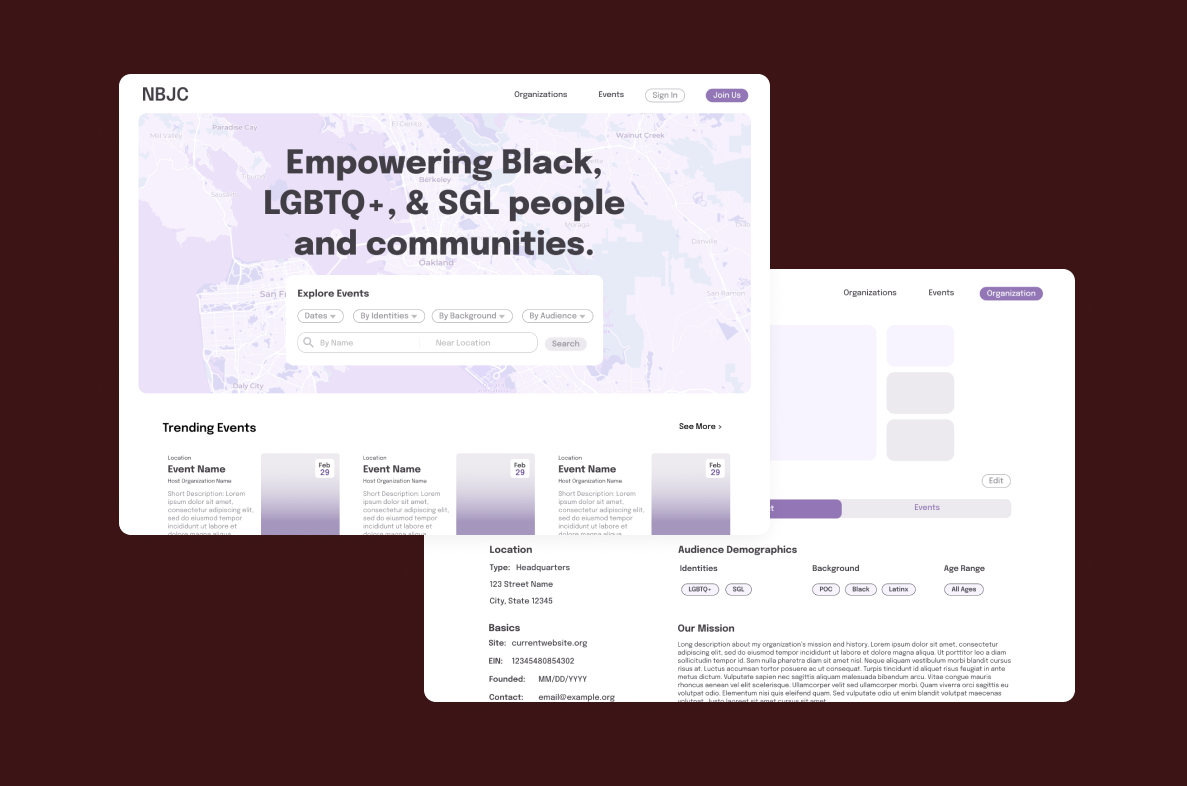 NBJC
Organizations Events Sign In Join Us
Mill Valley
Paradise Cay
El Cerrito
Walnut Creek
Empowering Black,
Berkeley
LGBTQ+, & SGL people
Moraga
and communities.
Danville
Oakland
San Ramon
San Fr
Explore Events
Dates By Identities By Background By Audience
By Name Near Location Search
Daly City
Trending Events See More >
Location
Event Name
Host Organization Name
Short Description: Lorem
ipsum dolor sit amet,
consectetur adipiscing elit,
sed do eiusmod tempor
incididunt ut labore et
dolore magna aliqua
Feb
29
Location
Event Name
Host Organization Name
Short Description: Lorem
ipsum dolor sit amet,
consectetur adipiscing elit,
sed do eiusmod tempor
incididunt ut labore et
dolore magna aliqua
Feb
29
Location
Event Name
Host Organization Name
Short Description: Lorem
ipsum dolor sit amet,
consectetur adipiscing elit,
sed do eiusmod tempor
incididunt ut labore et
dolore magna aliqua
Feb
29
Organizations Events Organization
Edit
t Events
Location
Type: Headquarters
123 Street Name
City, State 12345
Basics
Site: currentwebsite.org
EIN: 12345480854302
Founded: MM/DD/YYYY
Contact: email@example.org
Audience Demographics
Identities Background Age Range
LGBTQ+ SGL POC Black Latinx All Ages
Our Mission
Long description about my organization's mission and history. Lorem ipsum dolor sit amet, consectetur
adipiscing elit, sed do eiusmod tempor incididunt ut labore et dolore magna aliqua. Ut porttitor leo a diam
sollicitudin tempor id. Sem nulla pharetra diam sit amet nisl. Neque aliquam vestibulum morbi blandit cursus
risus at. Luctus accumsan tortor posuere ac ut consequat. Turpis tincidunt id aliquet risus feugiat in ante
metus dictum. Vulputate sapien nec sagittis aliquam malesuada bibendum arcu. Vitae congue mauris
rhoncus aenean vel elit scelerisque. Ullamcorper velit sed ullamcorper morbi. Quam viverra orci sagittis eu
volutpat odio. Elementum nisi quis eleifend quam. Sed vulputate odio ut enim blandit volutpat maecenas
volutpat. Justo laoreet sit amet cursus sit amet.